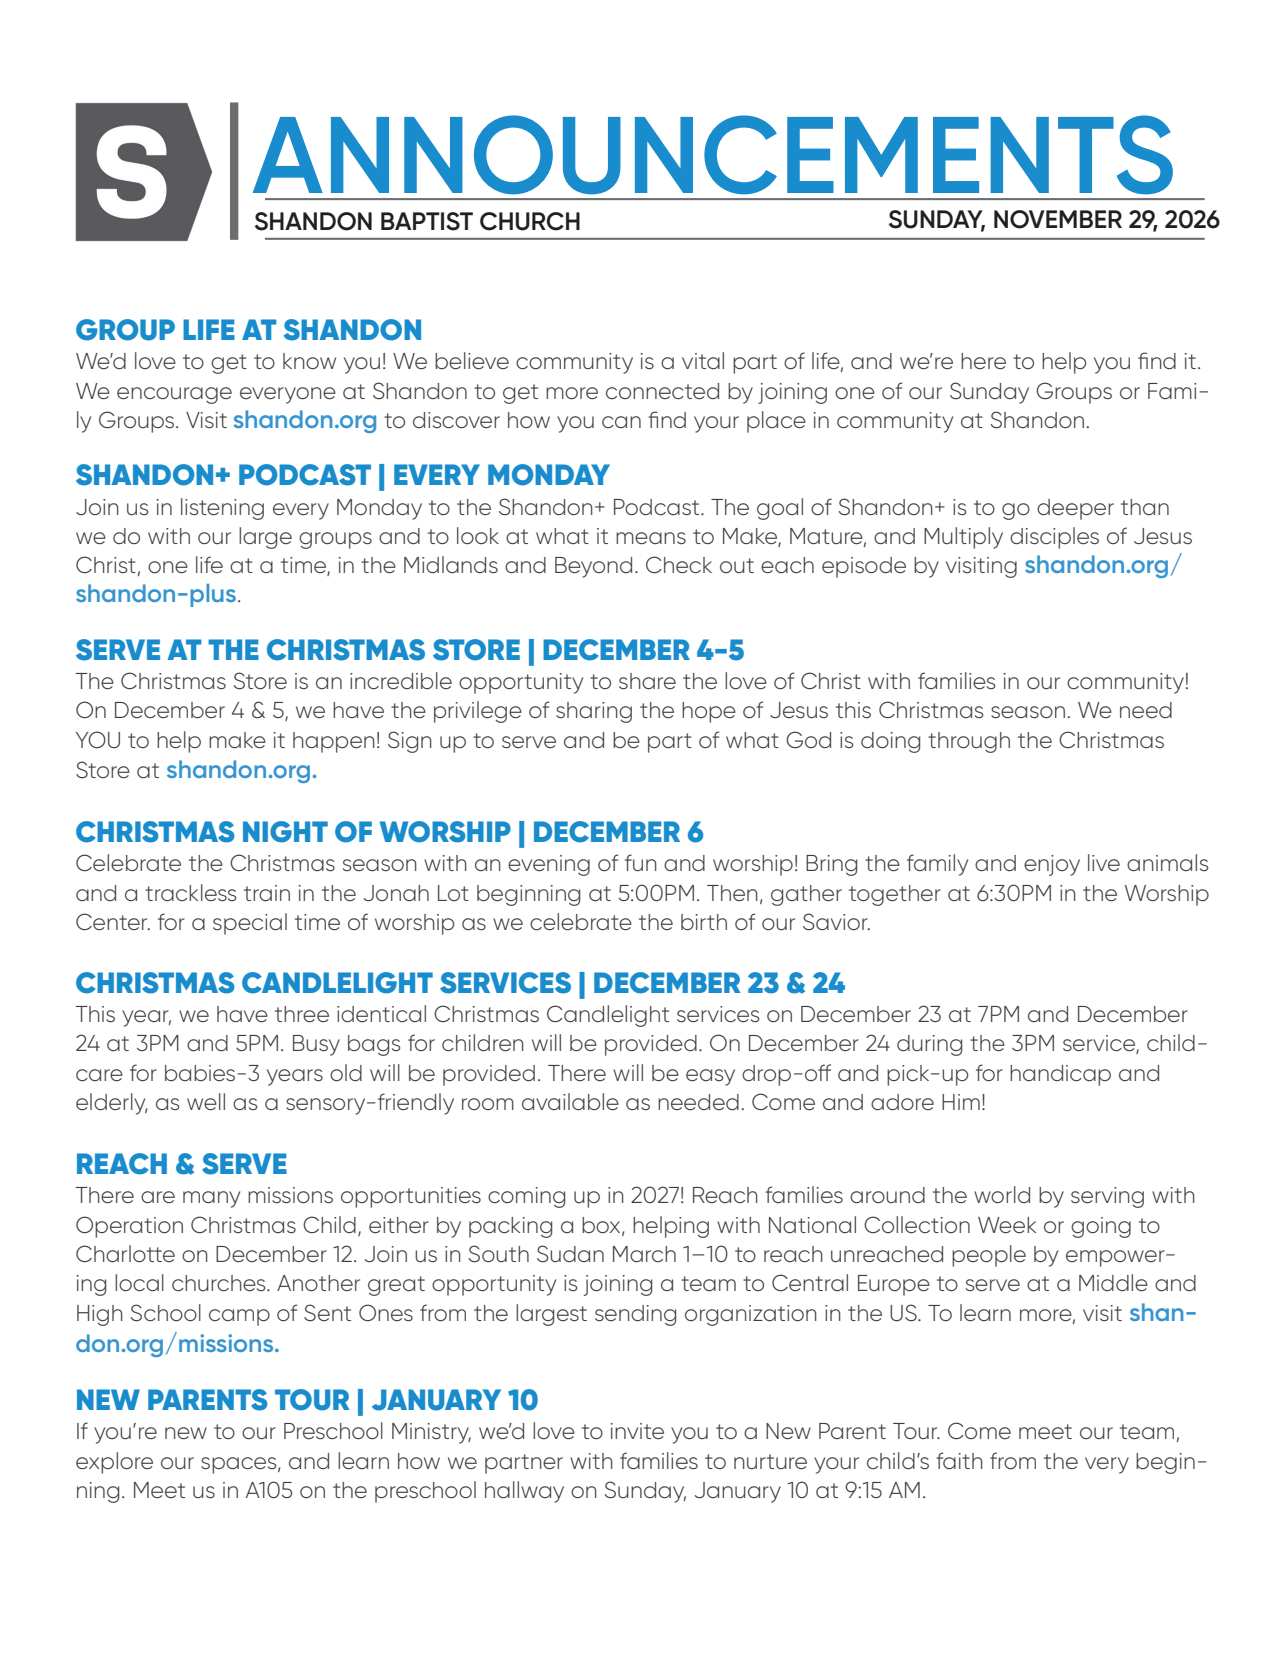 S
ANNOUNCEMENTS
SHANDON BAPTIST CHURCH
SUNDAY, NOVEMBER 29, 2026
GROUP LIFE AT SHANDON
We’d love to get to know you! We believe community is a vital part of life, and we’re here to help you find it.
We encourage everyone at Shandon to get more connected by joining one of our Sunday Groups or Fami-
ly Groups. Visit shandon.org to discover how you can find your place in community at Shandon.
SHANDON+ PODCAST | EVERY MONDAY
Join us in listening every Monday to the Shandon+ Podcast. The goal of Shandon+ is to go deeper than
we do with our large groups and to look at what it means to Make, Mature, and Multiply disciples of Jesus
Christ, one life at a time, in the Midlands and Beyond. Check out each episode by visiting shandon.org/
shandon-plus.
SERVE AT THE CHRISTMAS STORE | DECEMBER 4-5
The Christmas Store is an incredible opportunity to share the love of Christ with families in our community!
On December 4 & 5, we have the privilege of sharing the hope of Jesus this Christmas season. We need
YOU to help make it happen! Sign up to serve and be part of what God is doing through the Christmas
Store at shandon.org.
CHRISTMAS NIGHT OF WORSHIP | DECEMBER 6
Celebrate the Christmas season with an evening of fun and worship! Bring the family and enjoy live animals
and a trackless train in the Jonah Lot beginning at 5:00PM. Then, gather together at 6:30PM in the Worship
Center. for a special time of worship as we celebrate the birth of our Savior.
CHRISTMAS CANDLELIGHT SERVICES | DECEMBER 23 & 24
This year, we have three identical Christmas Candlelight services on December 23 at 7PM and December
24 at 3PM and 5PM. Busy bags for children will be provided. On December 24 during the 3PM service, child-
care for babies-3 years old will be provided. There will be easy drop-off and pick-up for handicap and
elderly, as well as a sensory-friendly room available as needed. Come and adore Him!
REACH & SERVE
There are many missions opportunities coming up in 2027! Reach families around the world by serving with
Operation Christmas Child, either by packing a box, helping with National Collection Week or going to
Charlotte on December 12. Join us in South Sudan March 1–10 to reach unreached people by empower-
ing local churches. Another great opportunity is joining a team to Central Europe to serve at a Middle and
High School camp of Sent Ones from the largest sending organization in the US. To learn more, visit shan-
don.org/missions.
NEW PARENTS TOUR | JANUARY 10
If you’re new to our Preschool Ministry, we’d love to invite you to a New Parent Tour. Come meet our team,
explore our spaces, and learn how we partner with families to nurture your child’s faith from the very begin-
ning. Meet us in A105 on the preschool hallway on Sunday, January 10 at 9:15 AM.